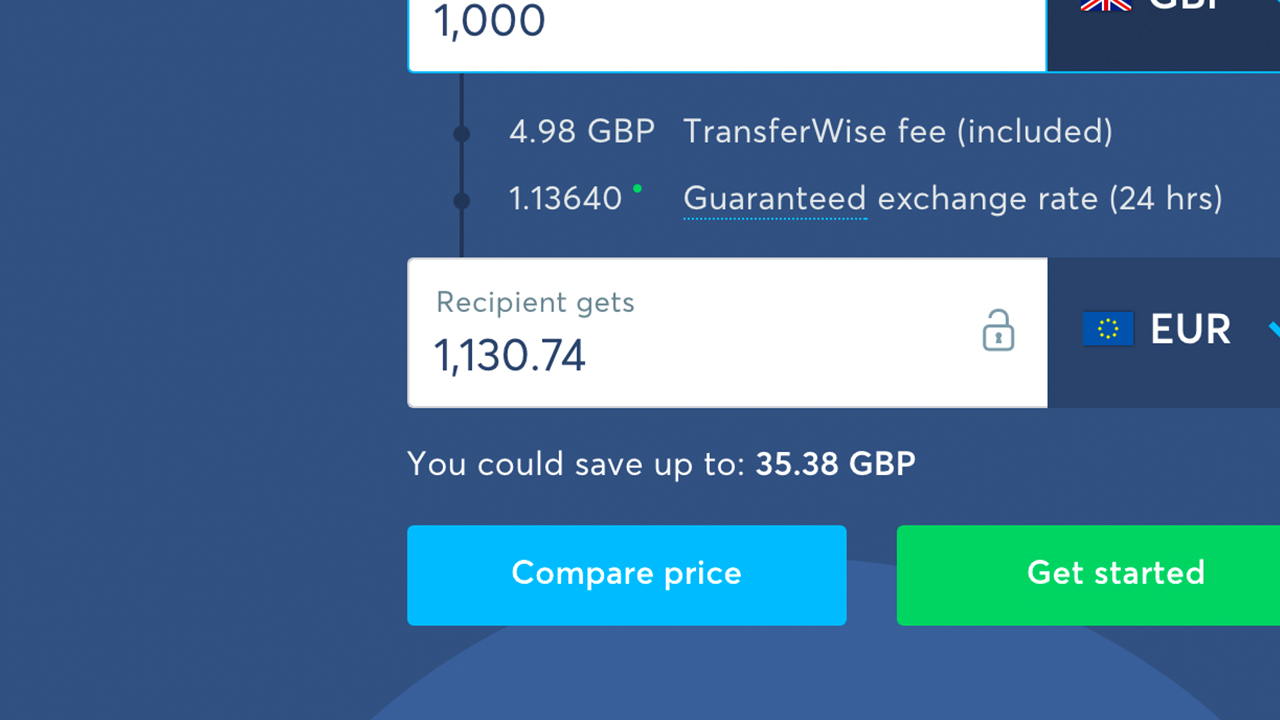 1,000 GBP
4.98 GBP TransferWise fee (included)
1.13640 Guaranteed exchange rate (24 hrs)
Recipient gets
1,130.74 EUR
You could save up to: 35.38 GBP
Compare price Get started